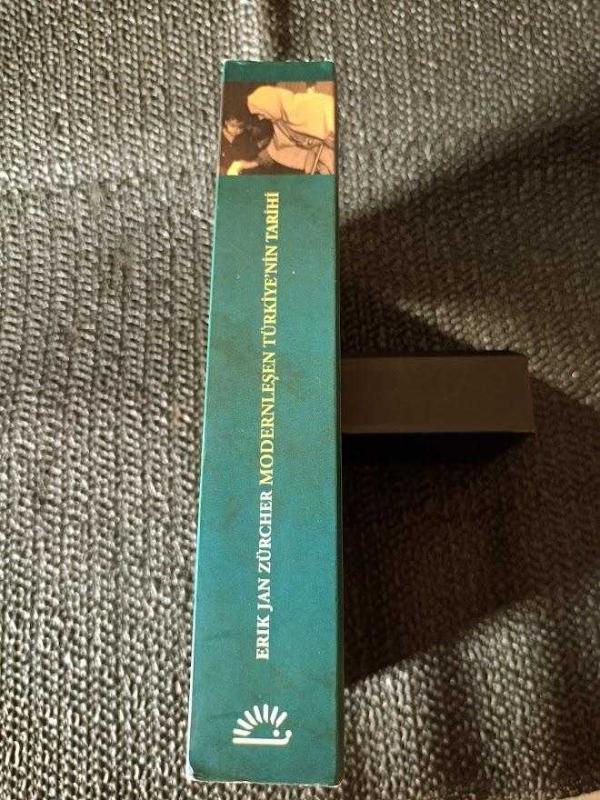 ERIK JAN ZÜRCHER MODERNLEŞEN TÜRKİYE'NİN TARİHİ